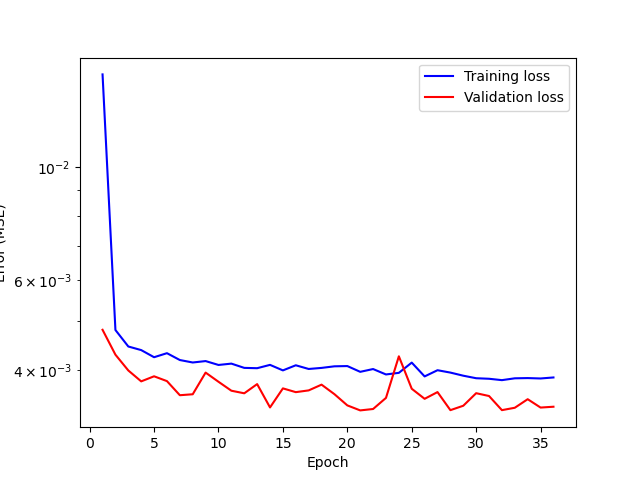 Training loss
Validation loss
10⁻²
6 × 10⁻³
4 × 10⁻³
Error (MSE)
0 5 10 15 20 25 30 35
Epoch